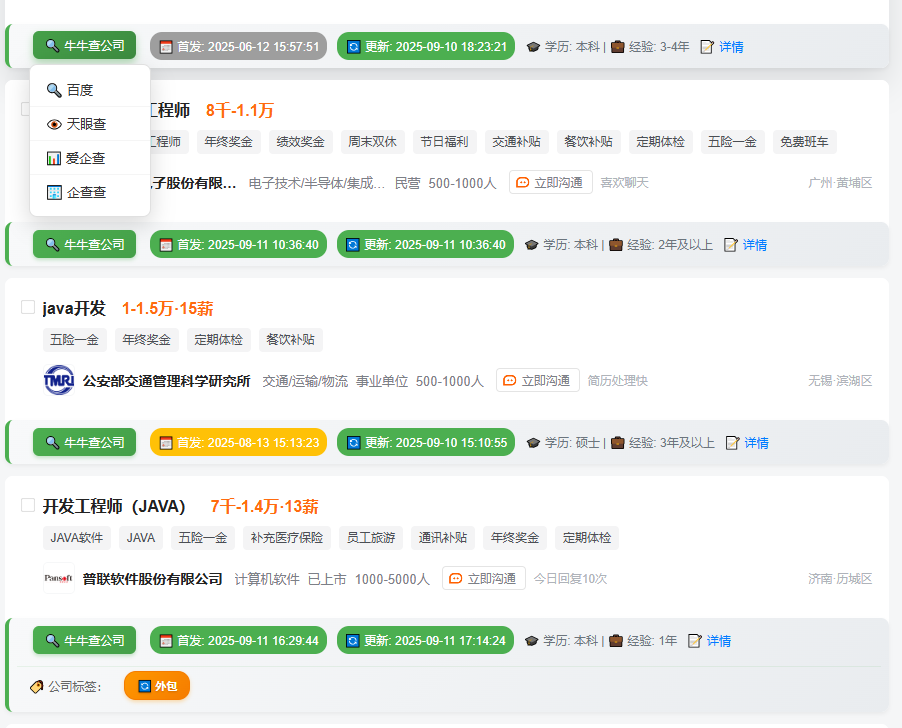 牛牛查公司 首发: 2025-06-12 15:57:51 更新: 2025-09-10 18:23:21 学历: 本科 | 经验: 3-4年 详情
百度
天眼查
爱企查
企查查
工程师 8千-1.1万
工程师 年终奖金 绩效奖金 周末双休 节日福利 交通补贴 餐饮补贴 定期体检 五险一金 免费班车
子股份有限... 电子技术/半导体/集成... 民营 500-1000人 立即沟通 喜欢聊天 广州·黄埔区
牛牛查公司 首发: 2025-09-11 10:36:40 更新: 2025-09-11 10:36:40 学历: 本科 | 经验: 2年及以上 详情
java开发 1-1.5万·15薪
五险一金 年终奖金 定期体检 餐饮补贴
TMRI 公安部交通管理科学研究所 交通/运输/物流 事业单位 500-1000人 立即沟通 简历处理快 无锡·滨湖区
牛牛查公司 首发: 2025-08-13 15:13:23 更新: 2025-09-10 15:10:55 学历: 硕士 | 经验: 3年及以上 详情
开发工程师（JAVA） 7千-1.4万·13薪
JAVA软件 JAVA 五险一金 补充医疗保险 员工旅游 通讯补贴 年终奖金 定期体检
Pansoft 普联软件股份有限公司 计算机软件 已上市 1000-5000人 立即沟通 今日回复10次 济南·历城区
牛牛查公司 首发: 2025-09-11 16:29:44 更新: 2025-09-11 17:14:24 学历: 本科 | 经验: 1年 详情
公司标签: 外包